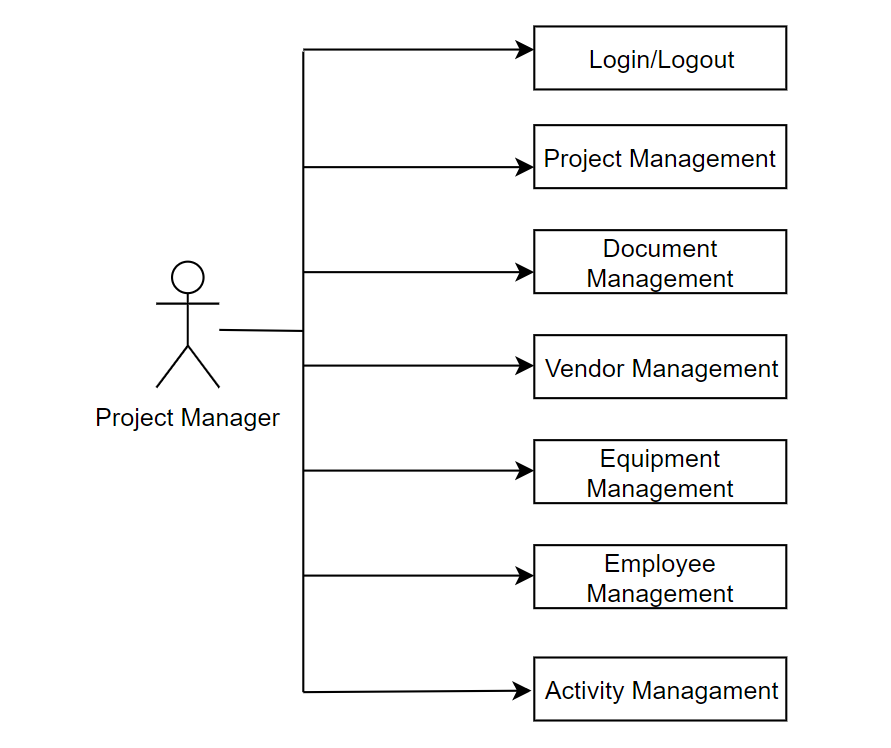 Login/Logout
Project Management
Document
Management
Vendor Management
Project Manager
Equipment
Management
Employee
Management
Activity Managament